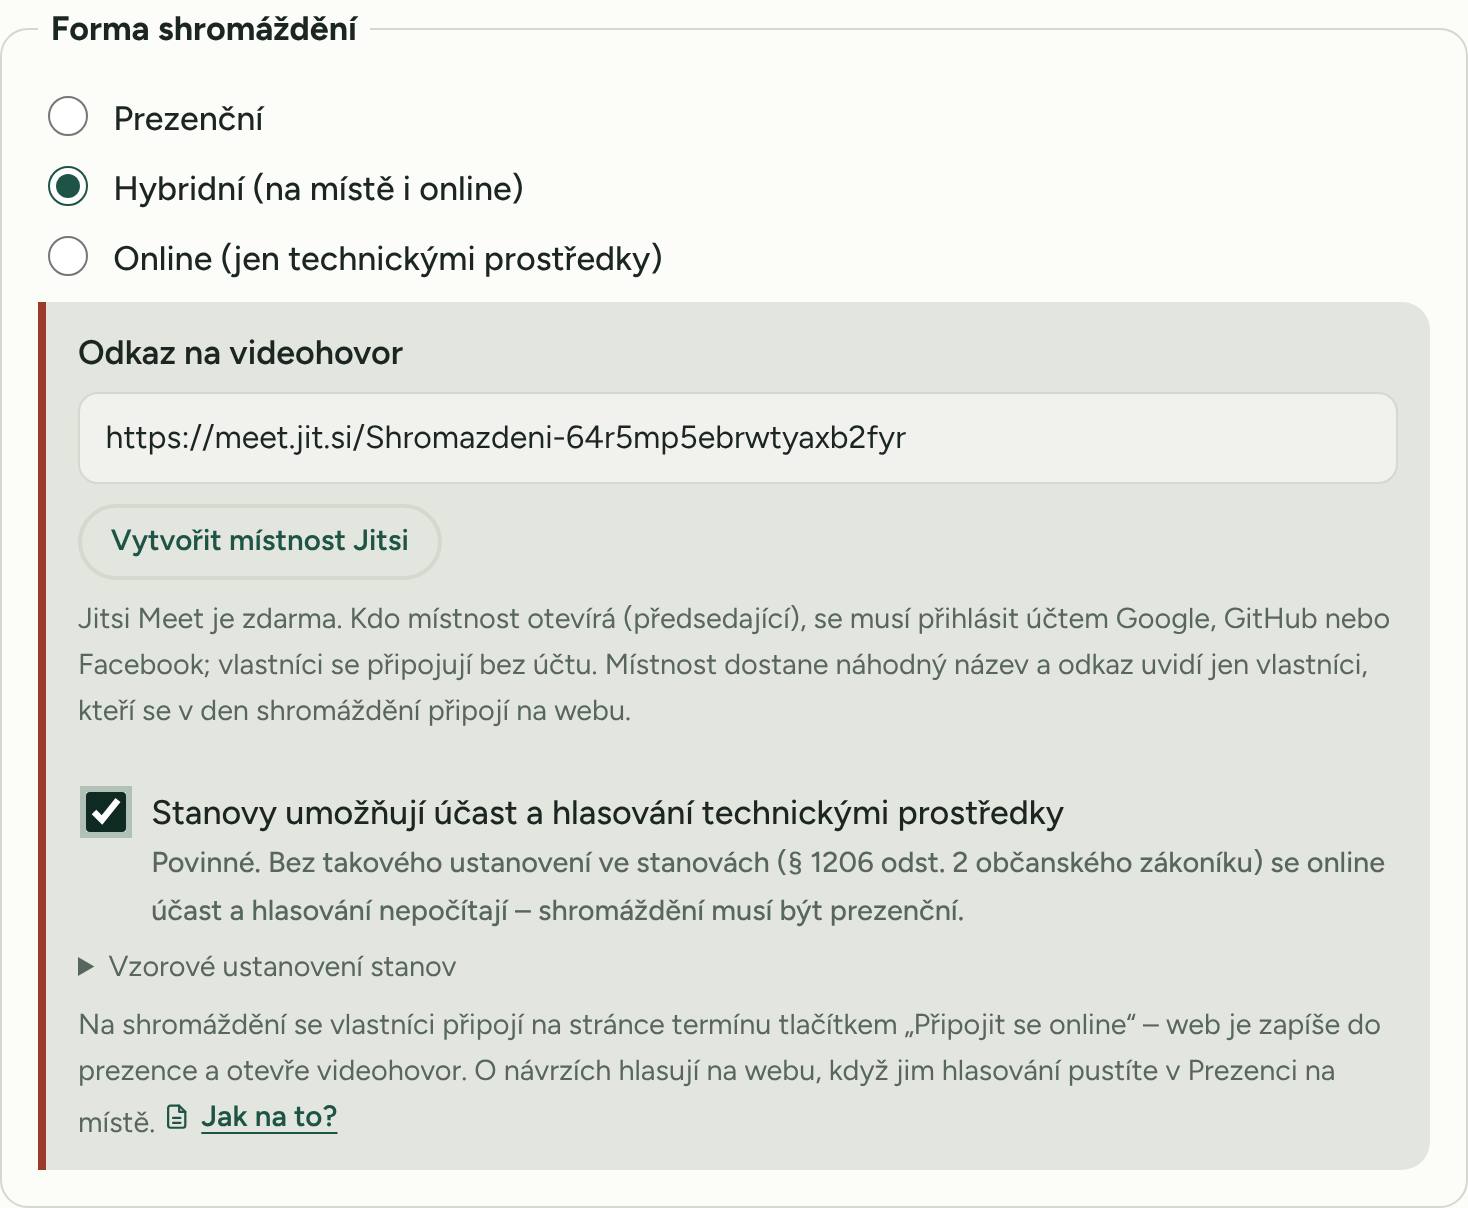 Forma shromáždění
Prezenční
Hybridní (na místě i online)
Online (jen technickými prostředky)
Odkaz na videohovor
https://meet.jit.si/Shromazdeni-64r5mp5ebrwtyaxb2fyr
Vytvořit místnost Jitsi
Jitsi Meet je zdarma. Kdo místnost otevírá (předsedající), se musí přihlásit účtem Google, GitHub nebo
Facebook; vlastníci se připojují bez účtu. Místnost dostane náhodný název a odkaz uvidí jen vlastníci,
kteří se v den shromáždění připojí na webu.
Stanovy umožňují účast a hlasování technickými prostředky
Povinné. Bez takového ustanovení ve stanovách (§ 1206 odst. 2 občanského zákoníku) se online
účast a hlasování nepočítají – shromáždění musí být prezenční.
Vzorové ustanovení stanov
Na shromáždění se vlastníci připojí na stránce termínu tlačítkem „Připojit se online“ – web je zapíše do
prezence a otevře videohovor. O návrzích hlasují na webu, když jim hlasování pustíte v Prezenci na
místě. Jak na to?